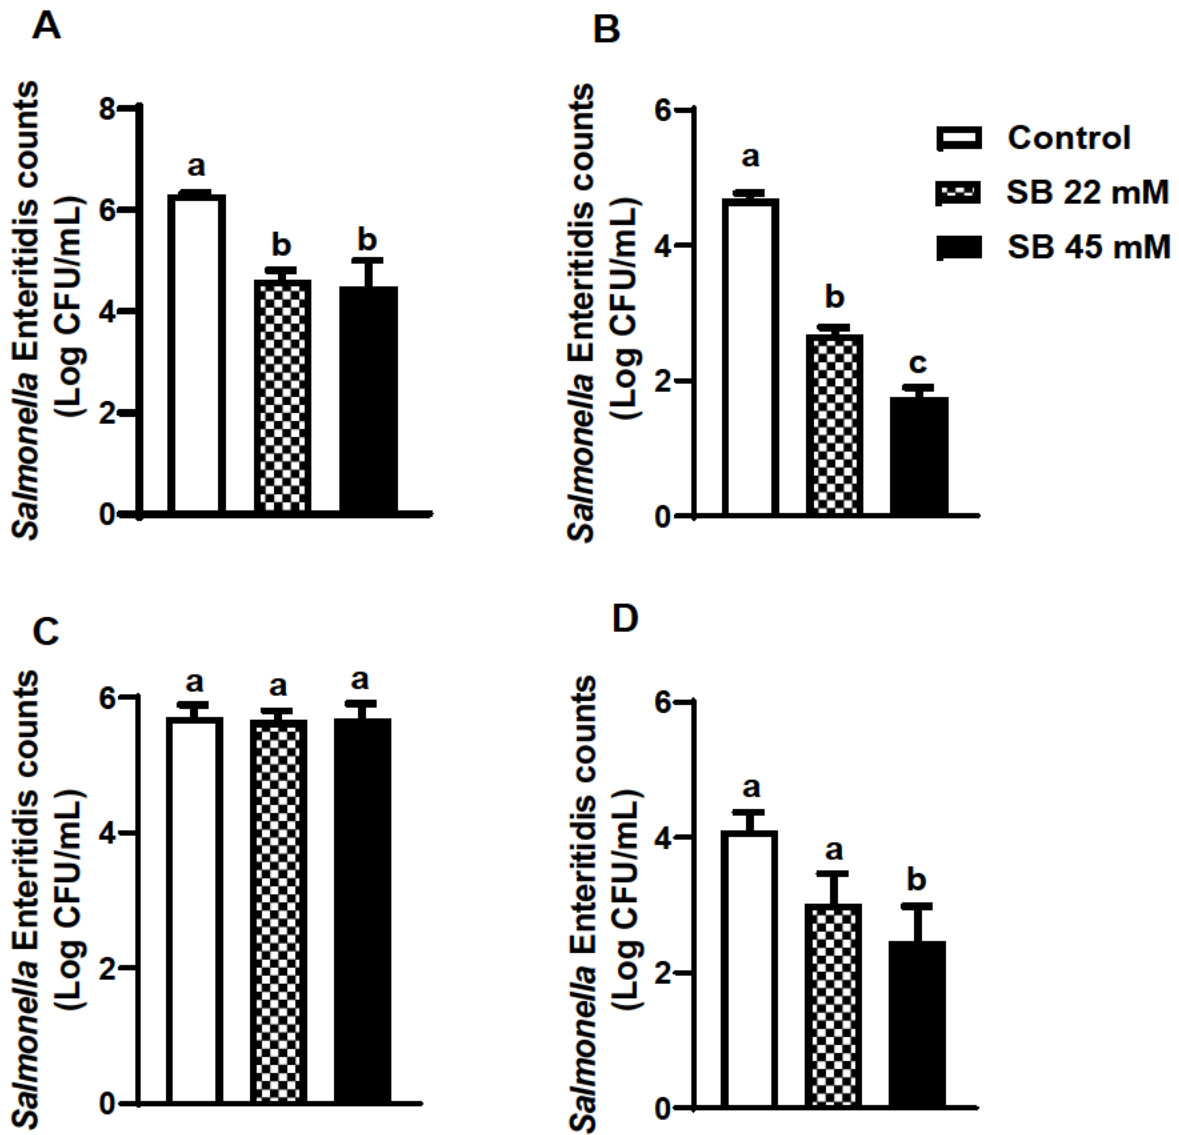 A
Salmonella Enteritidis counts
(Log CFU/mL)
8
6
4
2
0
a
b
b
B
Salmonella Enteritidis counts
(Log CFU/mL)
6
4
2
0
a
b
c
Control
SB 22 mM
SB 45 mM
C
Salmonella Enteritidis counts
(Log CFU/mL)
6
4
2
0
a
a
a
D
Salmonella Enteritidis counts
(Log CFU/mL)
6
4
2
0
a
a
b